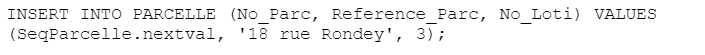 INSERT INTO PARCELLE (No_Parc, Reference_Parc, No_Loti) VALUES
(SeqParcelle.nextval, '18 rue Rondey', 3);